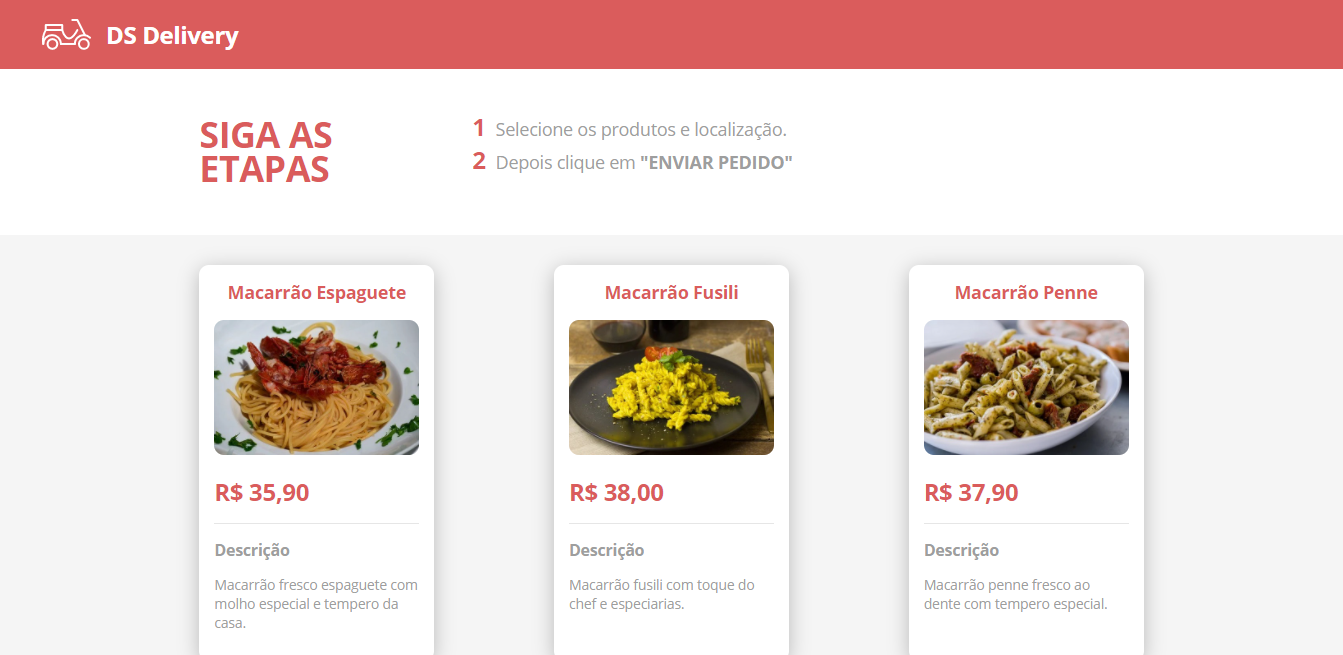 DS Delivery
SIGA AS
ETAPAS
1 Selecione os produtos e localização.
2 Depois clique em "ENVIAR PEDIDO"
Macarrão Espaguete
R$ 35,90
Descrição
Macarrão fresco espaguete com
molho especial e tempero da
casa.
Macarrão Fusili
R$ 38,00
Descrição
Macarrão fusili com toque do
chef e especiarias.
Macarrão Penne
R$ 37,90
Descrição
Macarrão penne fresco ao
dente com tempero especial.